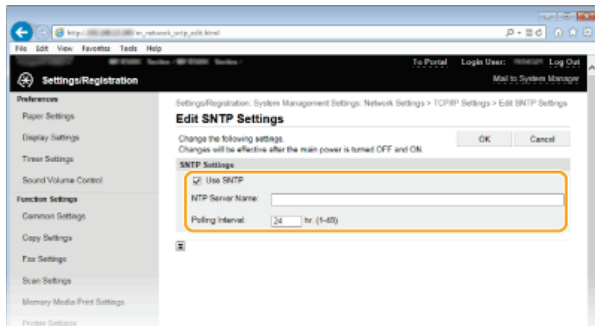 http://
m_network_sntp_edit.html
File Edit View Favorites Tools Help
To Portal Login User: Log Out
Settings/Registration
Mail to System Manager
Preferences
Paper Settings
Display Settings
Timer Settings
Sound Volume Control
Function Settings
Common Settings
Copy Settings
Fax Settings
Scan Settings
Memory Media Print Settings
Printer Settings
Settings/Registration: System Management Settings: Network Settings > TCP/IP Settings > Edit SNTP Settings
Edit SNTP Settings
Change the following settings.
Changes will be effective after the main power is turned OFF and ON.
OK Cancel
SNTP Settings
Use SNTP
NTP Server Name:
Polling Interval: 24 hr. (1-48)